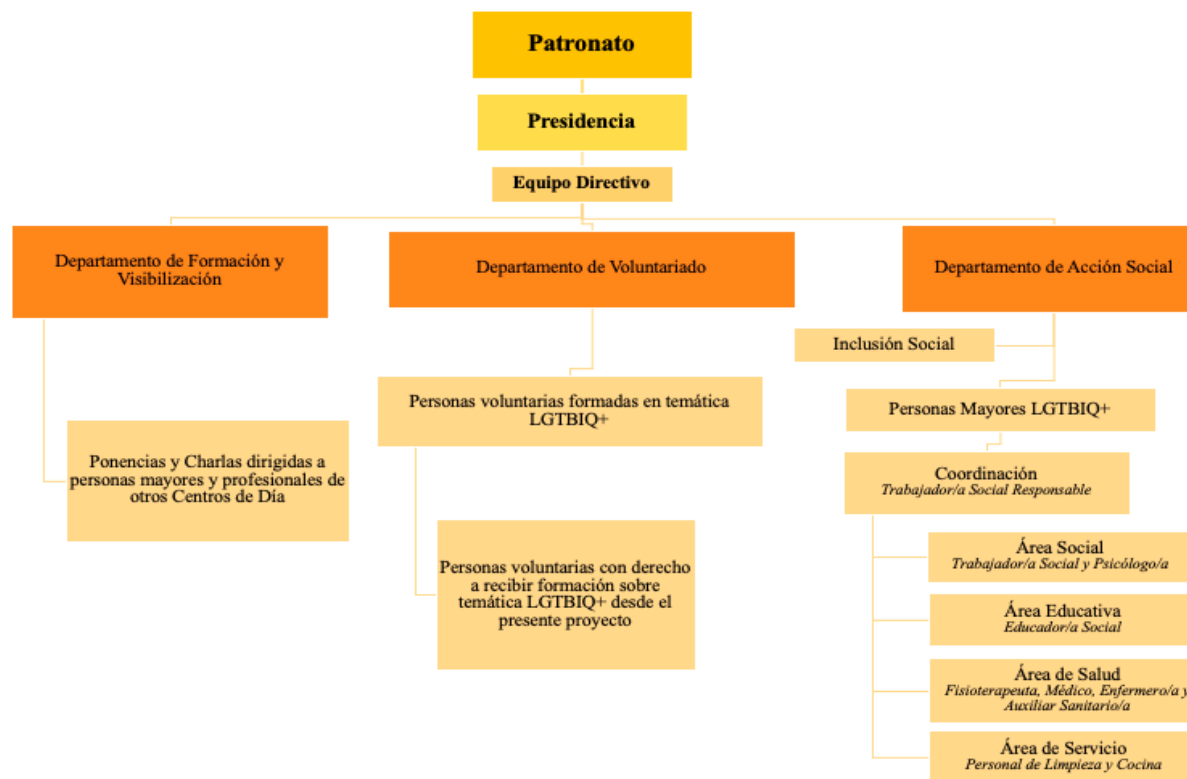 Patronato
Presidencia
Equipo Directivo
Departamento de Formación y
Visibilización
Departamento de Voluntariado
Departamento de Acción Social
Inclusión Social
Personas voluntarias formadas en temática
LGTBIQ+
Personas Mayores LGTBIQ+
Ponencias y Charlas dirigidas a
personas mayores y profesionales de
otros Centros de Día
Coordinación
Trabajador/a Social Responsable
Personas voluntarias con derecho
a recibir formación sobre
temática LGTBIQ+ desde el
presente proyecto
Área Social
Trabajador/a Social y Psicólogo/a
Área Educativa
Educador/a Social
Área de Salud
Fisioterapeuta, Médico, Enfermero/a y
Auxiliar Sanitario/a
Área de Servicio
Personal de Limpieza y Cocina